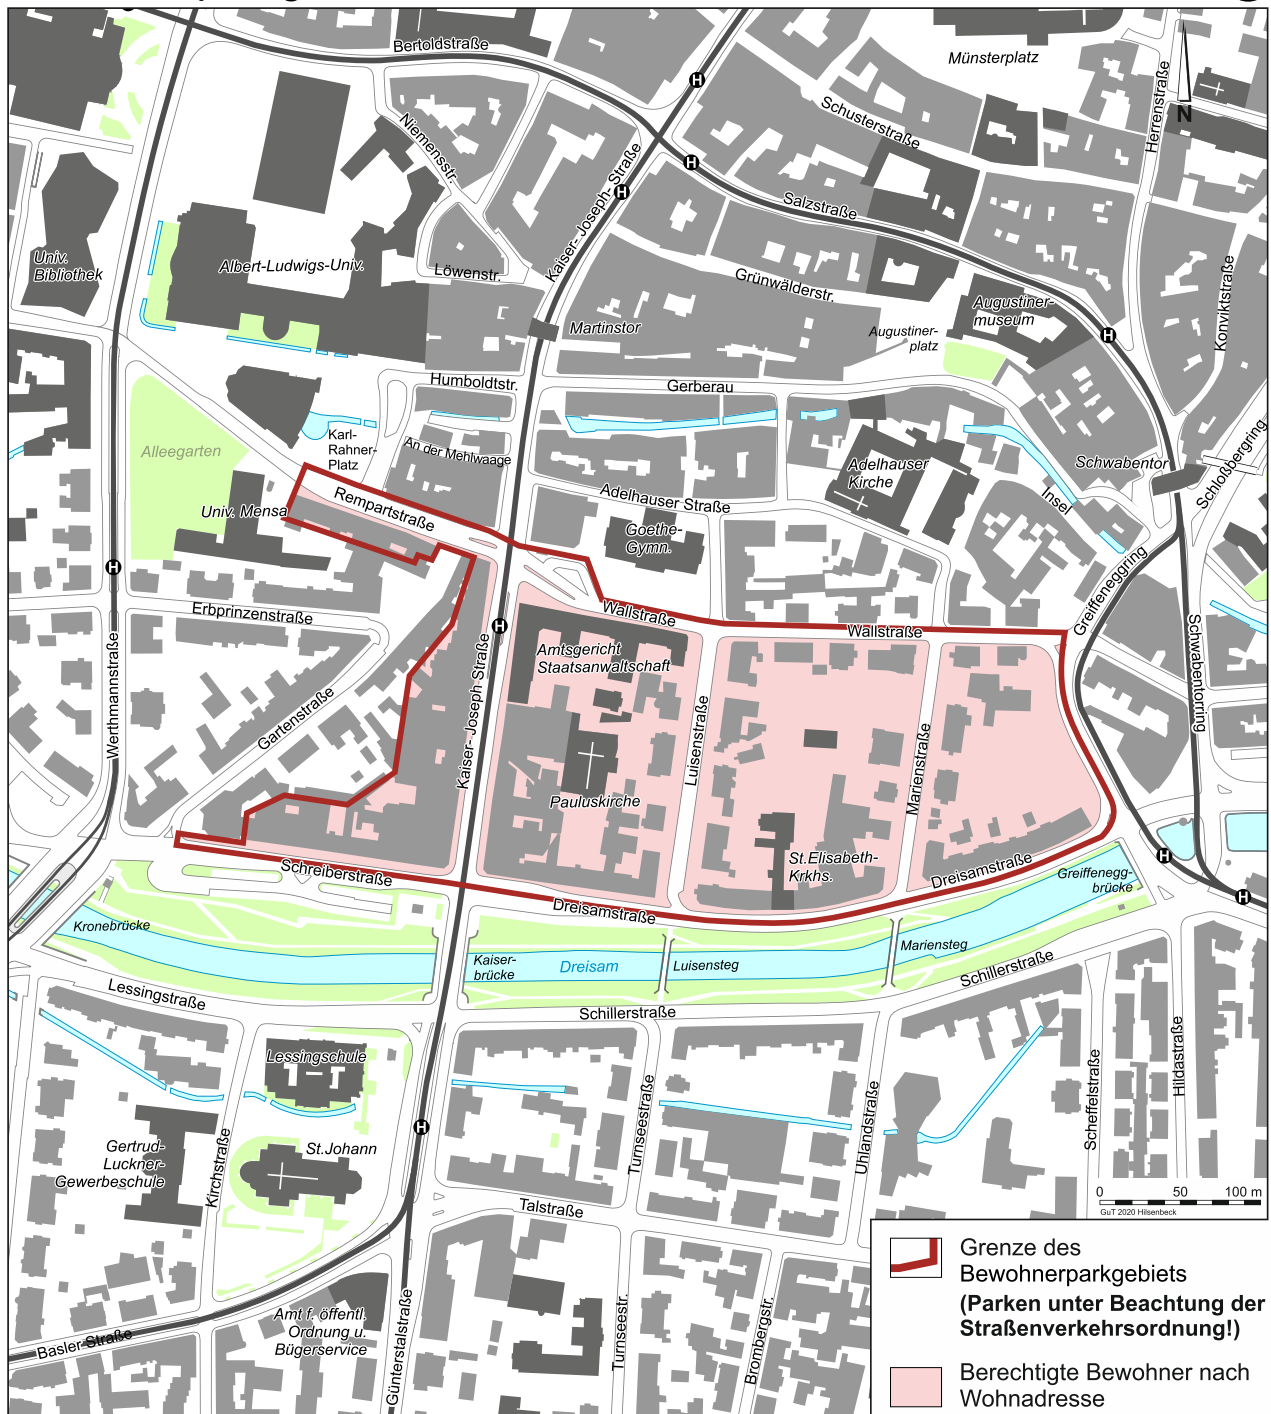 Bertoldstraße
Münsterplatz
Herrenstraße
N
Schusterstraße
Niemensstr.
Kaiser- Joseph- Straße
Salzstraße
Univ.
Bibliothek
Albert-Ludwigs-Univ.
Löwenstr.
Grünwälderstr.
Konviktstraße
Augustiner-
museum
Martinstor
Augustiner-
platz
Humboldtstr.
Gerberau
Alleegarten
Karl-
Rahner-
Platz
An der Mehlwaage
Adelhauser
Kirche
Schwabentor
Schloßbergring
Insel
Rempartstraße
Univ. Mensa
Adelhauser Straße
Goethe-
Gymn.
Greiffeneggring
Erbprinzenstraße
Wallstraße
Wallstraße
Amtsgericht
Staatsanwaltschaft
Werthmannstraße
Gartenstraße
Kaiser- Joseph Straße
Luisenstraße
Marienstraße
Schwabentorring
Pauluskirche
St.Elisabeth-
Krkhs.
Schreiberstraße
Dreisamstraße
Dreisamstraße
Greiffenegg-
brücke
Kronebrücke
Kaiser-
brücke
Dreisam
Luisensteg
Mariensteg
Schillerstraße
Lessingstraße
Schillerstraße
Lessingschule
Turnseestraße
Uhlandstraße
Scheffelstraße
Hildastraße
Gertrud-
Luckner-
Gewerbeschule
Kirchstraße
St.Johann
Talstraße
0 50 100 m
GuT 2020 Hilsenbeck
Amt f. öffentl.
Ordnung u.
Bügerservice
Basler Straße
Günterstalstraße
Turnseestr.
Brombergstr.
Grenze des
Bewohnerparkgebiets
(Parken unter Beachtung der
Straßenverkehrsordnung!)
Berechtigte Bewohner nach
Wohnadresse
H
H
H
H
H
H
H
H
H